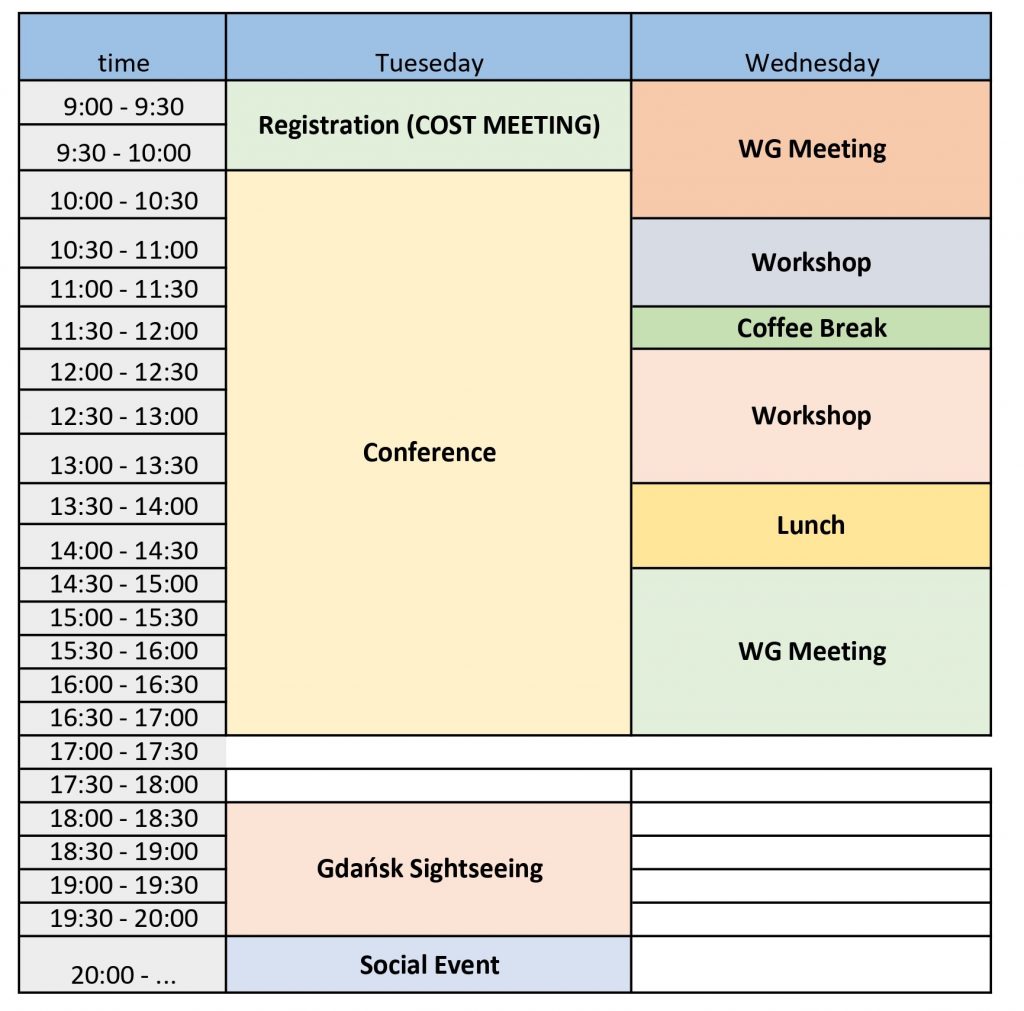 time Tueseday Wednesday
9:00 - 9:30
Registration (COST MEETING)
9:30 - 10:00
WG Meeting
10:00 - 10:30
10:30 - 11:00
Workshop
11:00 - 11:30
11:30 - 12:00 Coffee Break
12:00 - 12:30
12:30 - 13:00 Workshop
Conference
13:00 - 13:30
13:30 - 14:00
Lunch
14:00 - 14:30
14:30 - 15:00
15:00 - 15:30
15:30 - 16:00 WG Meeting
16:00 - 16:30
16:30 - 17:00
17:00 - 17:30
17:30 - 18:00
18:00 - 18:30
18:30 - 19:00
Gdańsk Sightseeing
19:00 - 19:30
19:30 - 20:00
Social Event
20:00 - ...